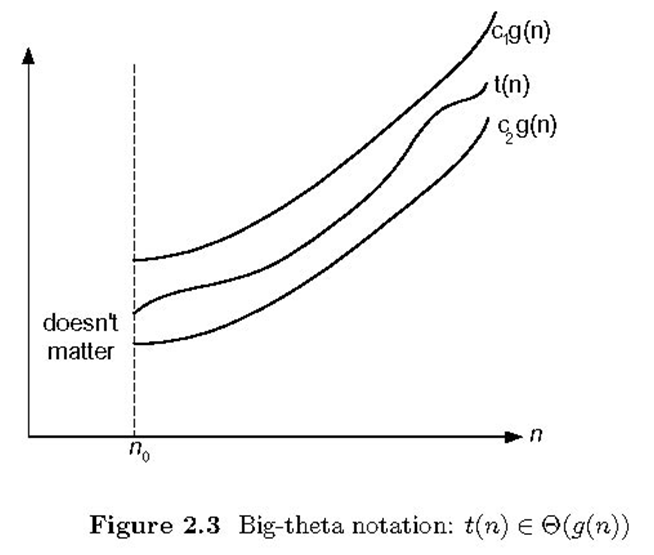 c₁g(n)
t(n)
c₂g(n)
doesn't
matter
n
n₀
Figure 2.3 Big-theta notation: t(n) ∈ Θ(g(n))